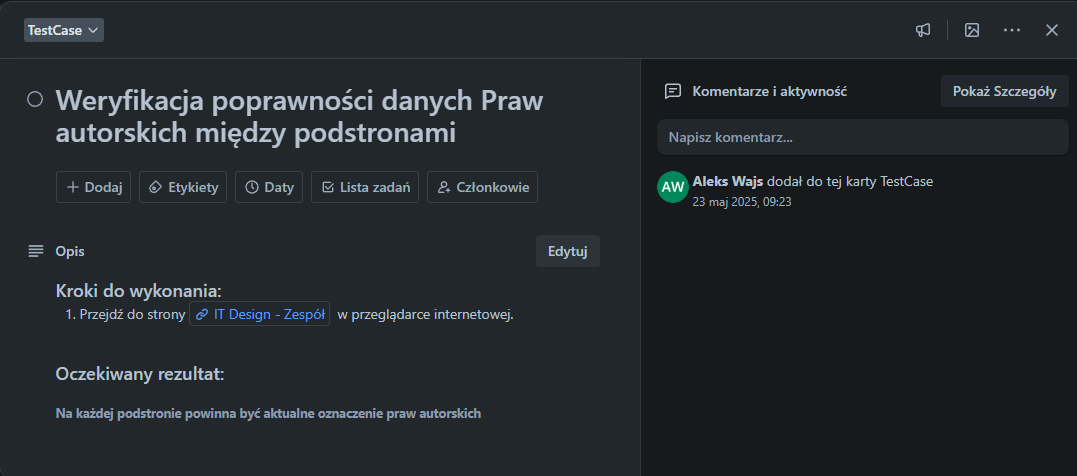 TestCase
Weryfikacja poprawności danych Praw
autorskich między podstronami
Dodaj
Etykiety
Daty
Lista zadań
Członkowie
Opis
Edytuj
Kroki do wykonania:
1. Przejdź do strony IT Design - Zespół w przeglądarce internetowej.
Oczekiwany rezultat:
Na każdej podstronie powinna być aktualne oznaczenie praw autorskich
Komentarze i aktywność
Pokaż Szczegóły
Napisz komentarz...
AW
Aleks Wajs dodał do tej karty TestCase
23 maj 2025, 09:23